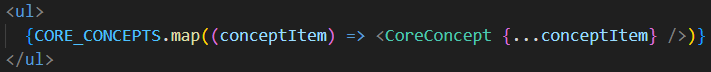 <ul>
{CORE_CONCEPTS.map((conceptItem) => <CoreConcept {...conceptItem} />)}
</ul>